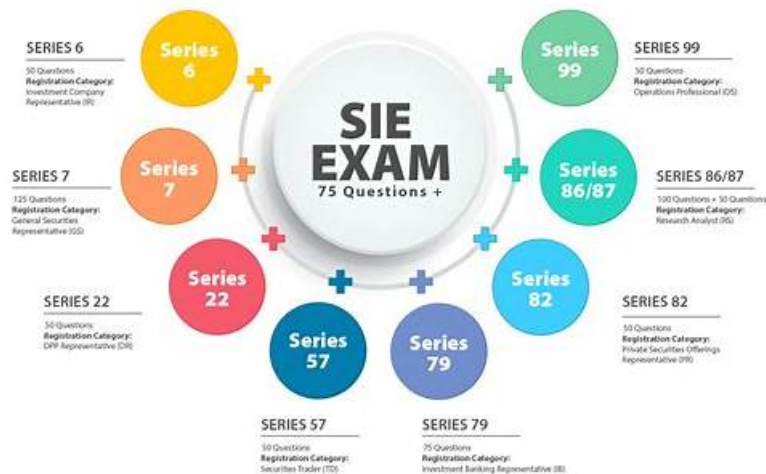 SIE
EXAM
75 Questions +
Series
6
SERIES 6
50 Questions
Registration Category:
Investment Company
Representative (IR)
Series
7
SERIES 7
125 Questions
Registration Category:
General Securities
Representative (GS)
Series
22
SERIES 22
50 Questions
Registration Category:
DPP Representative (DR)
Series
57
SERIES 57
50 Questions
Registration Category:
Securities Trader (TD)
Series
79
SERIES 79
75 Questions
Registration Category:
Investment Banking Representative (IB)
Series
82
SERIES 82
50 Questions
Registration Category:
Private Securities Offerings
Representative (PR)
Series
86/87
SERIES 86/87
100 Questions + 50 Questions
Registration Category:
Research Analyst (RS)
Series
99
SERIES 99
50 Questions
Registration Category:
Operations Professional (OS)